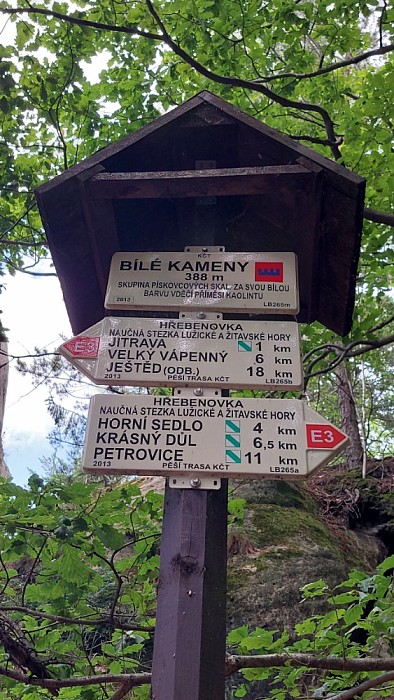 KČT
BÍLÉ KAMENY
388 m
SKUPINA PÍSKOVCOVÝCH SKAL, ZA SVOU BÍLOU
BARVU VDĚČÍ PŘÍMĚSI KAOLINTU
2013 LB265m
HŘEBENOVKA
NAUČNÁ STEZKA LUŽICKÉ A ŽITAVSKÉ HORY
E3
JÍTRAVA 1 km
VELKÝ VÁPENNÝ 6 km
JEŠTĚD (ODB.) 18 km
2013 PĚŠÍ TRASA KČT LB265b
HŘEBENOVKA
NAUČNÁ STEZKA LUŽICKÉ A ŽITAVSKÉ HORY
HORNÍ SEDLO 4 km
KRÁSNÝ DŮL 6,5 km
E3
PETROVICE 11 km
2013 PĚŠÍ TRASA KČT LB265a